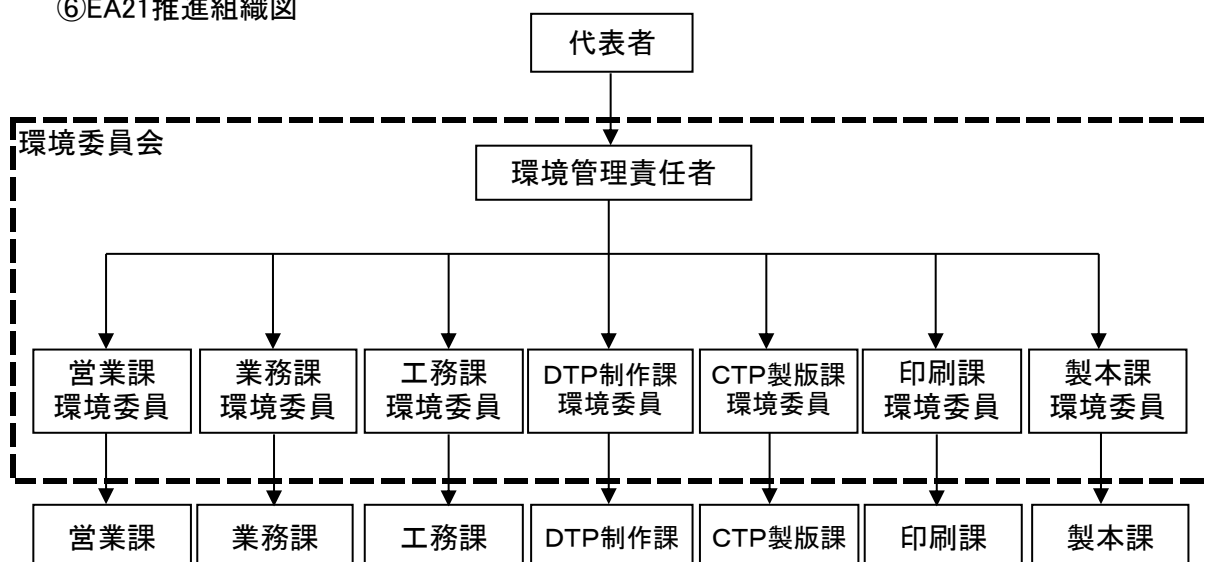 ⑥EA21推進組織図
代表者
環境委員会
環境管理責任者
営業課
環境委員
業務課
環境委員
工務課
環境委員
DTP制作課
環境委員
CTP製版課
環境委員
印刷課
環境委員
製本課
環境委員
営業課
業務課
工務課
DTP制作課
CTP製版課
印刷課
製本課